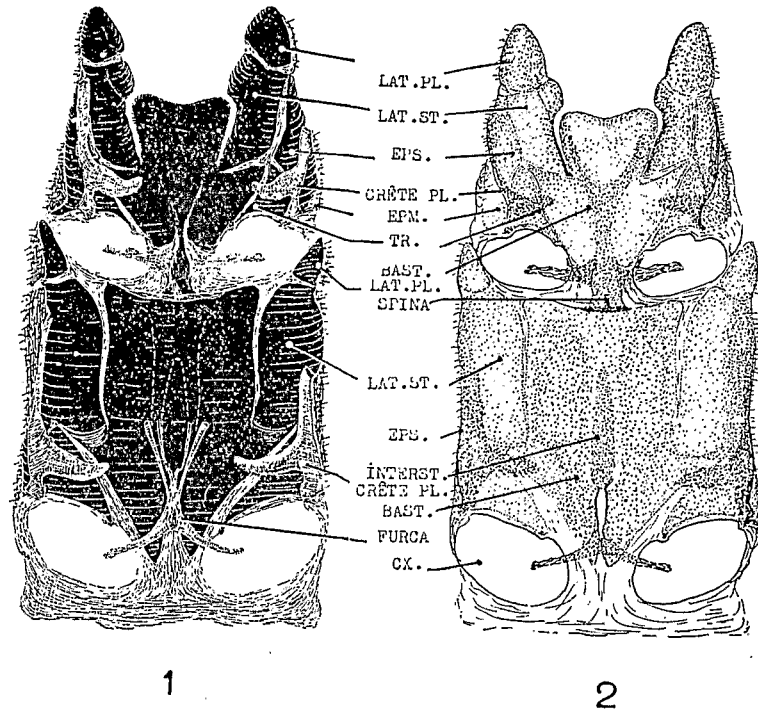 LAT.PL.
LAT.ST.
EPS.
CRÊTE PL.
EPM.
TR.
BAST.
LAT.PL.
SPINA
LAT.ST.
EPS.
INTERST.
CRÊTE PL.
BAST.
FURCA
CX.
1
2